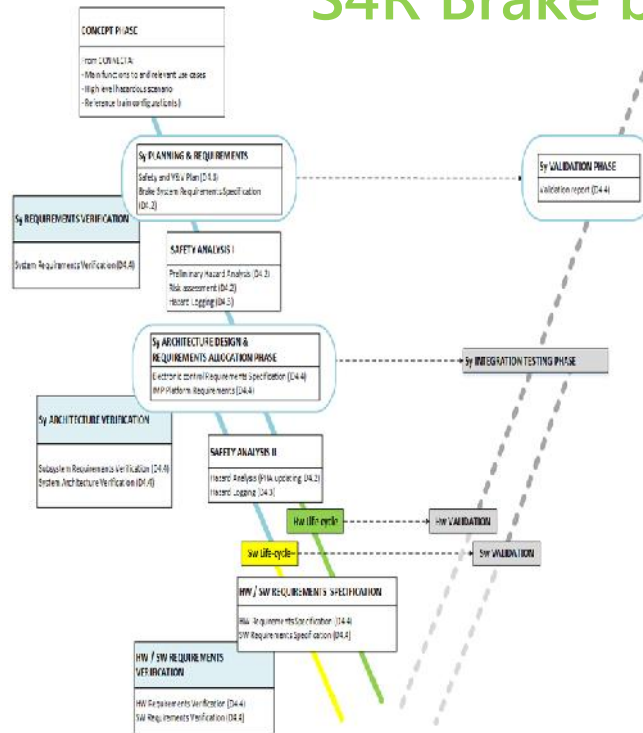 S4R Brake b
CONCEPT PHASE
From CONNECTA:
- Main functions to and relevant use cases
- High level hazardous scenario
- Reference train configuration(s)
Sy PLANNING & REQUIREMENTS
Safety and V&V Plan (D4.3)
Brake System Requirements Specification
(D4.2)
Sy VALIDATION PHASE
Validation report (D4.4)
Sy REQUIREMENTS VERIFICATION
System Requirements Verification (D4.4)
SAFETY ANALYSIS I
Preliminary Hazard Analysis (D4.2)
Risk assessment (D4.2)
Hazard Logging (D4.3)
Sy ARCHITECTURE DESIGN &
REQUIREMENTS ALLOCATION PHASE
Electronic control Requirements Specification (D4.4)
IMP Platform Requirements (D4.4)
Sy INTEGRATION TESTING PHASE
Sy ARCHITECTURE VERIFICATION
Subsystem Requirements Verification (D4.4)
System Architecture Verification (D4.4)
SAFETY ANALYSIS II
Hazard Analysis (PHA updating D4.2)
Hazard Logging (D4.3)
Hw Life-cycle
Hw VALIDATION
Sw Life-cycle
Sw VALIDATION
HW / SW REQUIREMENTS SPECIFICATION
HW Requirements Specification (D4.4)
SW Requirements Specification (D4.4)
HW / SW REQUIREMENTS
VERIFICATION
HW Requirements Verification (D4.4)
SW Requirements Verification (D4.4)